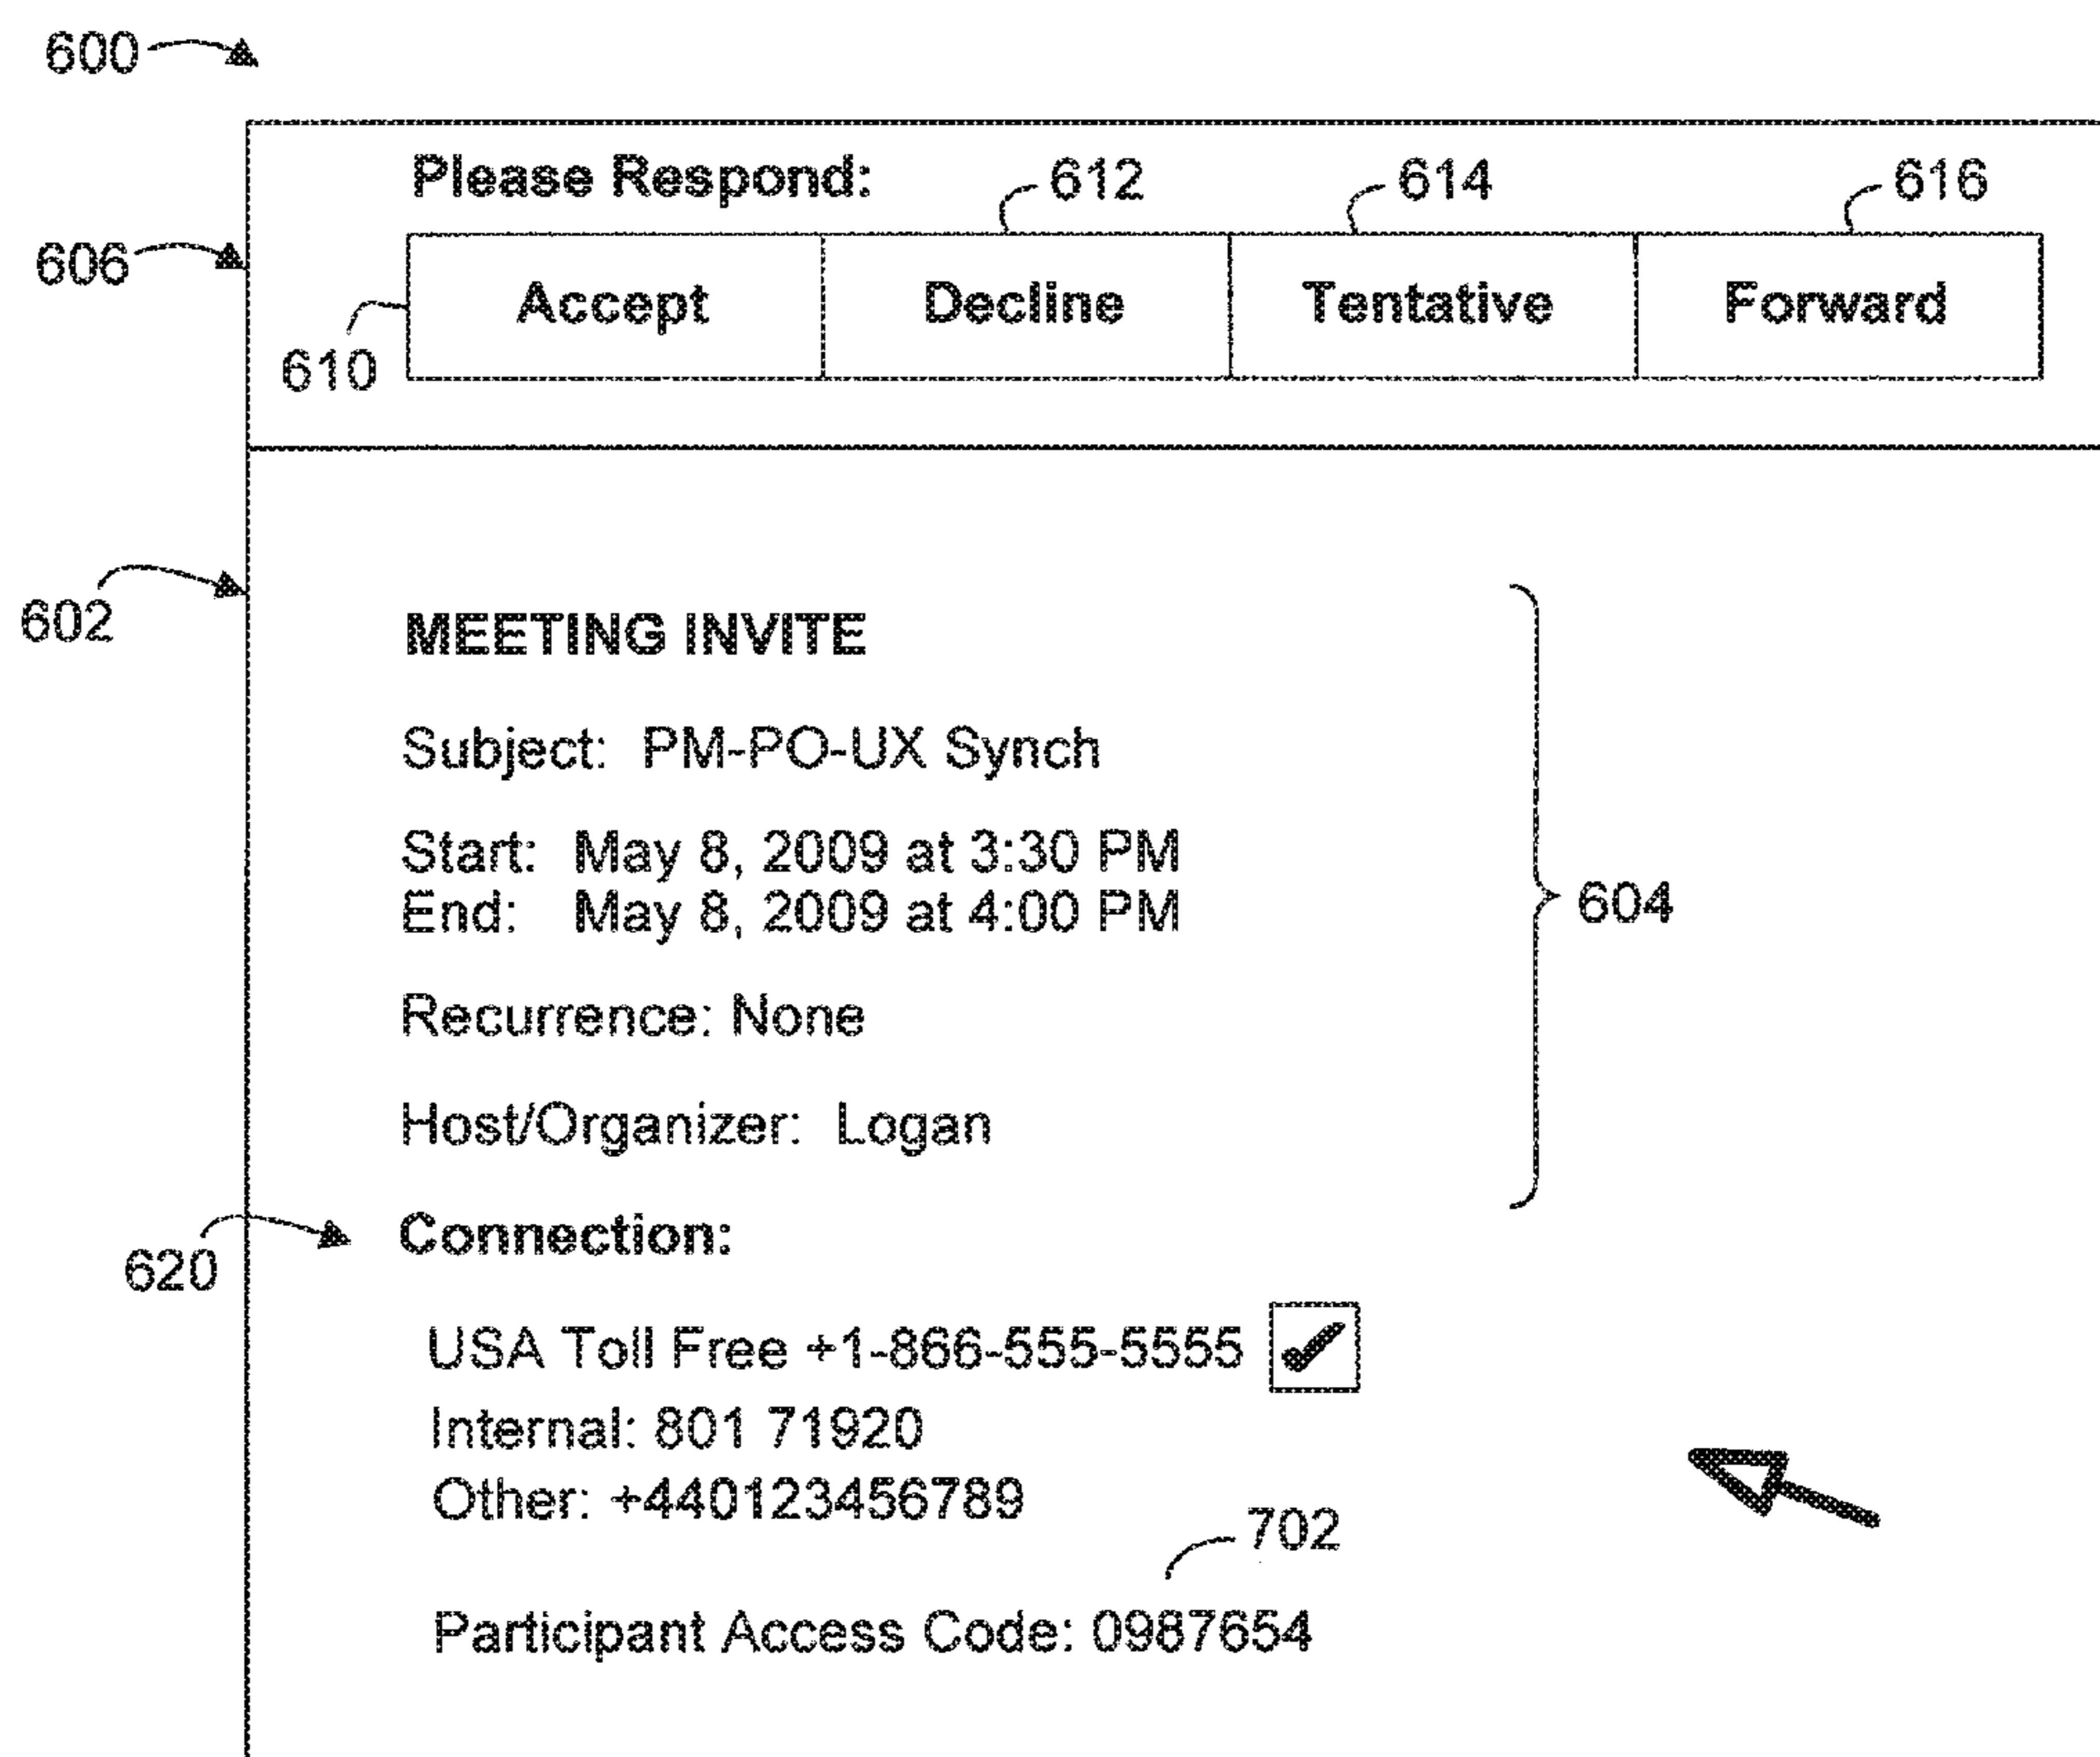 600
Please Respond: 612 614 616
606
Accept Decline Tentative Forward
610
602
MEETING INVITE
Subject: PM-PO-UX Synch
Start: May 8, 2009 at 3:30 PM
End: May 8, 2009 at 4:00 PM
604
Recurrence: None
Host/Organizer: Logan
Connection:
620
USA Toll Free +1-866-555-5555
Internal: 801 71920
Other: +440123456789
702
Participant Access Code: 0987654